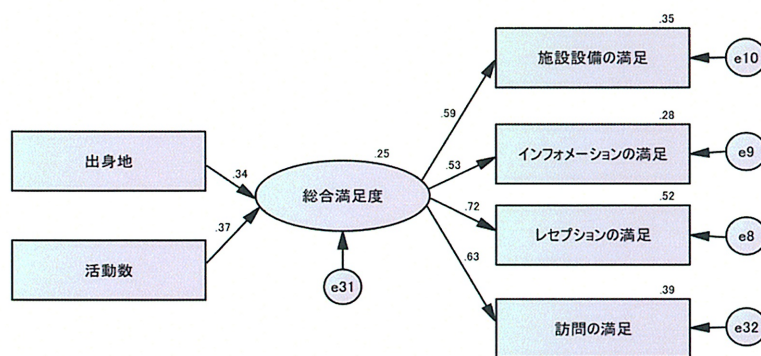 .35
施設設備の満足
e10
.59
.28
出身地
.34
.25
総合満足度
.53
インフォメーションの満足
e9
.37
.72
.52
活動数
レセプションの満足
e8
e31
.63
.39
訪問の満足
e32